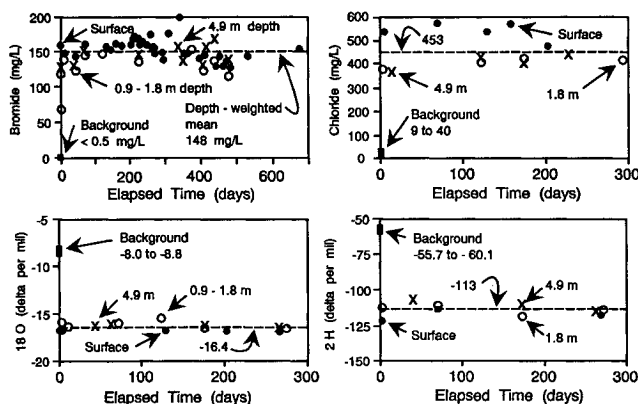 200
150
100
50
0
Bromide (mg/L)
Surface
4.9 m depth
0.9 - 1.8 m depth
Background
< 0.5 mg/L
Depth - weighted
mean
148 mg/L
0 200 400 600
Elapsed Time (days)
600
500
400
300
200
100
0
Chloride (mg/L)
453
Surface
4.9 m
1.8 m
Background
9 to 40
0 100 200 300
Elapsed Time (days)
-5
-10
-15
-20
18 O (delta per mil)
Background
-8.0 to -8.8
4.9 m
0.9 - 1.8 m
Surface
-16.4
0 100 200 300
Elapsed Time (days)
-50
-75
-100
-125
-150
2 H (delta per mil)
Background
-55.7 to - 60.1
-113
4.9 m
1.8 m
Surface
0 100 200 300
Elapsed Time (days)